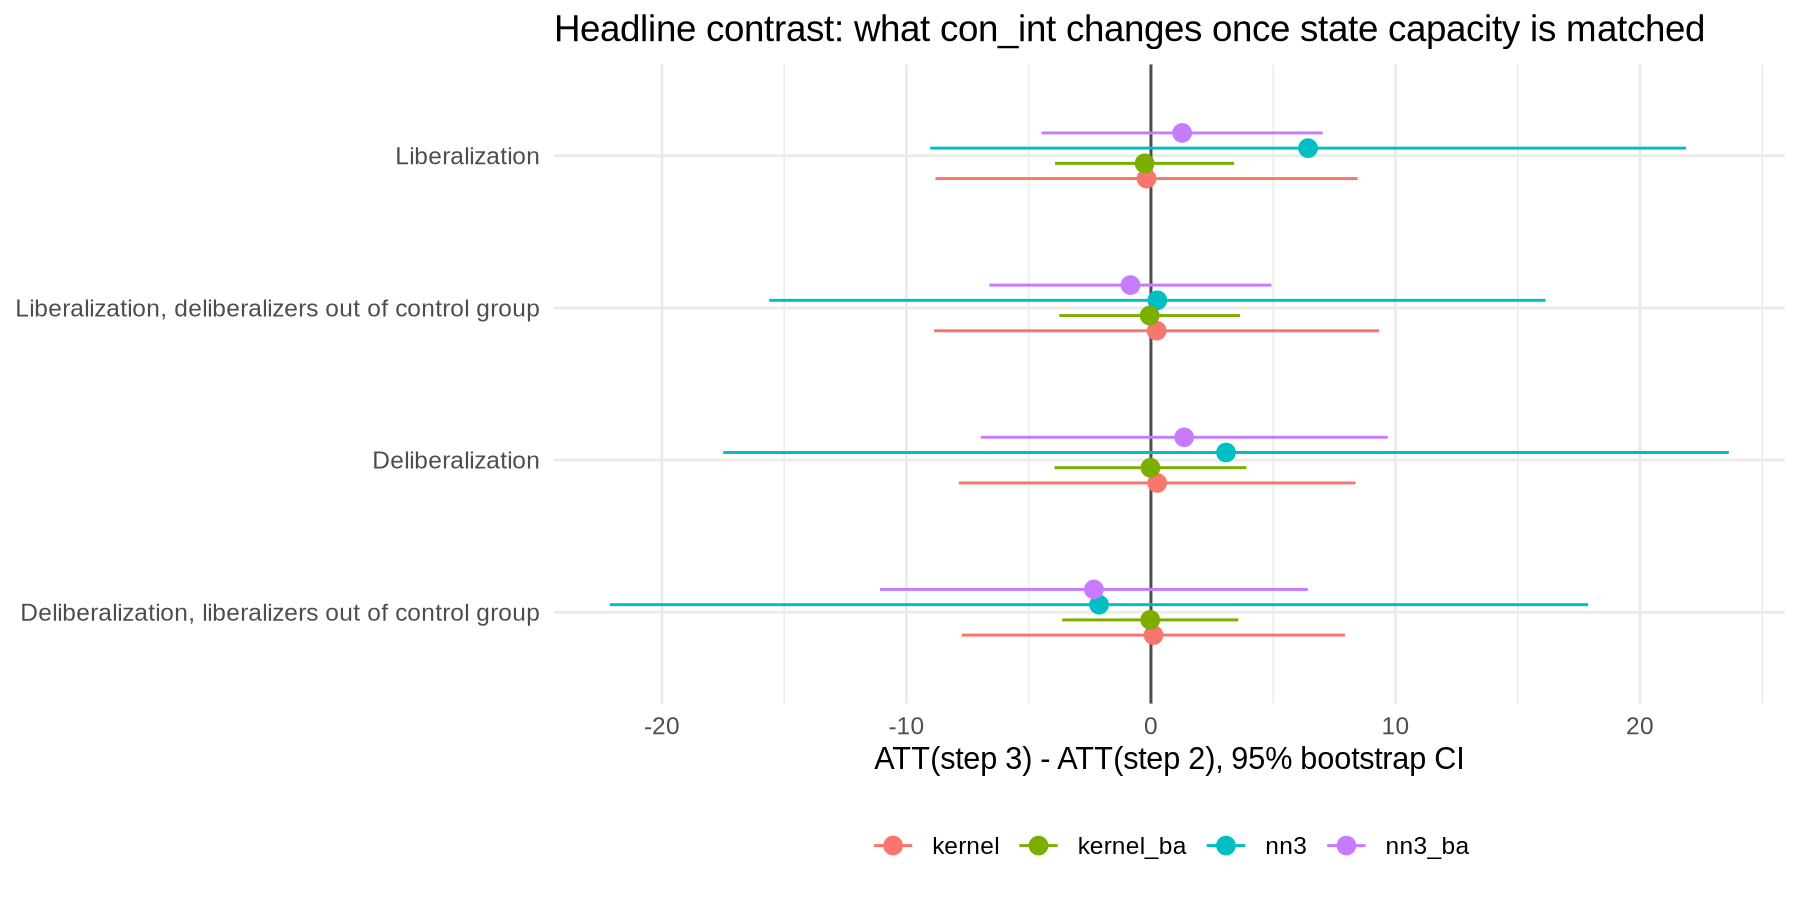 Headline contrast: what con_int changes once state capacity is matched
Liberalization
Liberalization, deliberalizers out of control group
Deliberalization
Deliberalization, liberalizers out of control group
-20 -10 0 10 20
ATT(step 3) - ATT(step 2), 95% bootstrap CI
kernel kernel_ba nn3 nn3_ba